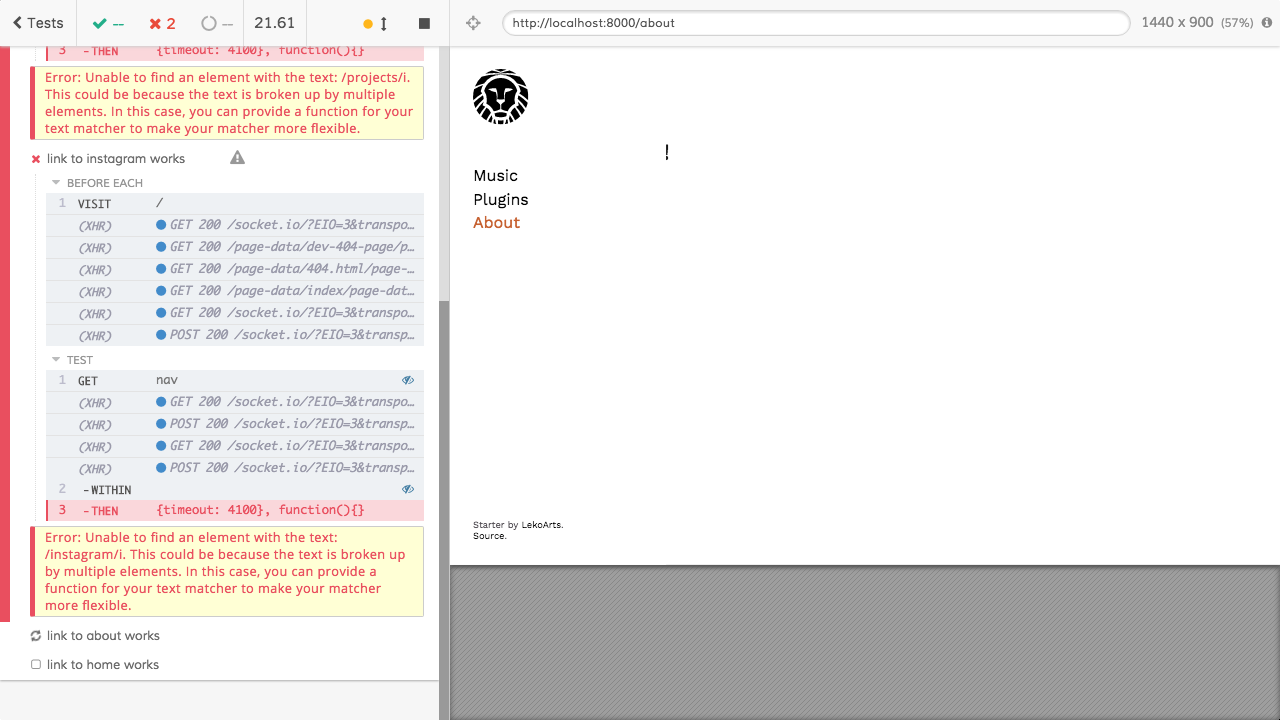 Tests
--
2
--
21.61
http://localhost:8000/about
1440 x 900 (57%)
3 -THEN {timeout: 4100}, function(){}
Error: Unable to find an element with the text: /projects/i.
This could be because the text is broken up by multiple
elements. In this case, you can provide a function for your
text matcher to make your matcher more flexible.
link to instagram works
BEFORE EACH
1 VISIT /
(XHR) GET 200 /socket.io/?EIO=3&transpo…
(XHR) GET 200 /page-data/dev-404-page/p…
(XHR) GET 200 /page-data/404.html/page-…
(XHR) GET 200 /page-data/index/page-dat…
(XHR) GET 200 /socket.io/?EIO=3&transpo…
(XHR) POST 200 /socket.io/?EIO=3&transp…
TEST
1 GET nav
(XHR) GET 200 /socket.io/?EIO=3&transpo…
(XHR) POST 200 /socket.io/?EIO=3&transp…
(XHR) GET 200 /socket.io/?EIO=3&transpo…
(XHR) POST 200 /socket.io/?EIO=3&transp…
2 -WITHIN
3 -THEN {timeout: 4100}, function(){}
Error: Unable to find an element with the text:
/instagram/i. This could be because the text is broken up
by multiple elements. In this case, you can provide a
function for your text matcher to make your matcher
more flexible.
link to about works
link to home works
!
Music
Plugins
About
Starter by LekoArts.
Source.